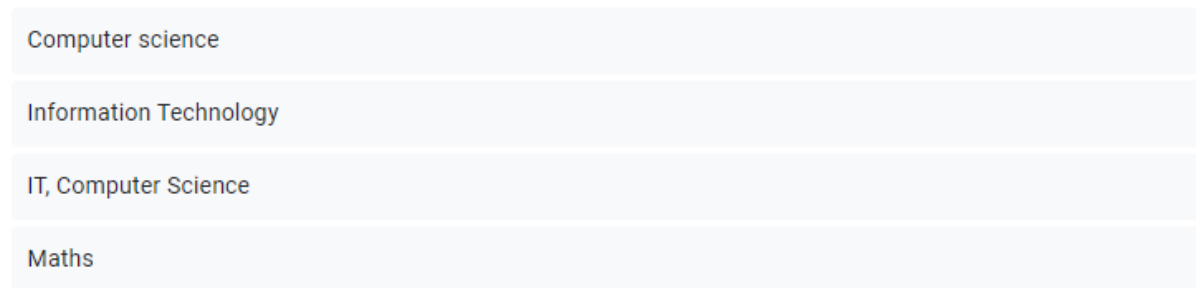 Computer science
Information Technology
IT, Computer Science
Maths